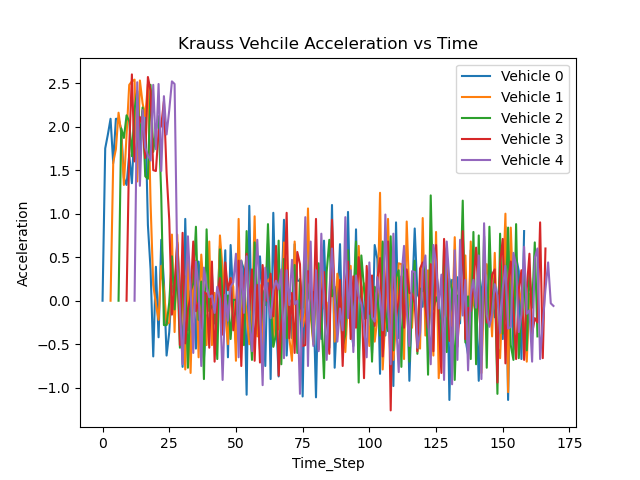 Krauss Vehcile Acceleration vs Time
Vehicle 0
Vehicle 1
Vehicle 2
Vehicle 3
Vehicle 4
Acceleration
2.5
2.0
1.5
1.0
0.5
0.0
−0.5
−1.0
0 25 50 75 100 125 150 175
Time_Step